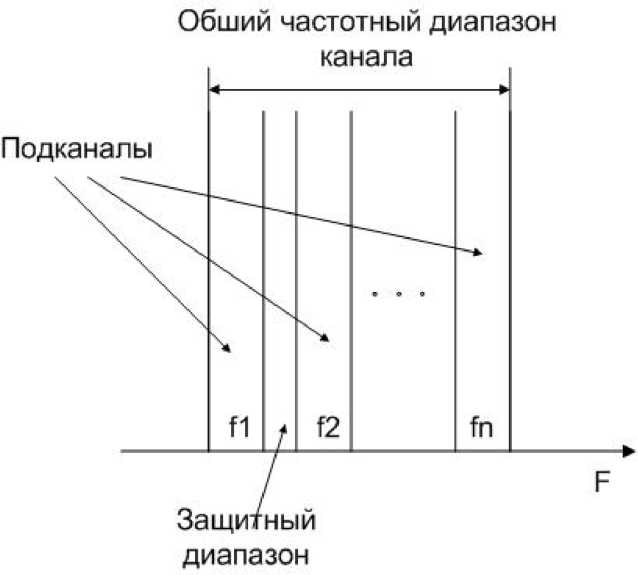 Обший частотный диапазон
канала
Подканалы
. . .
f1
f2
fn
F
Защитный
диапазон